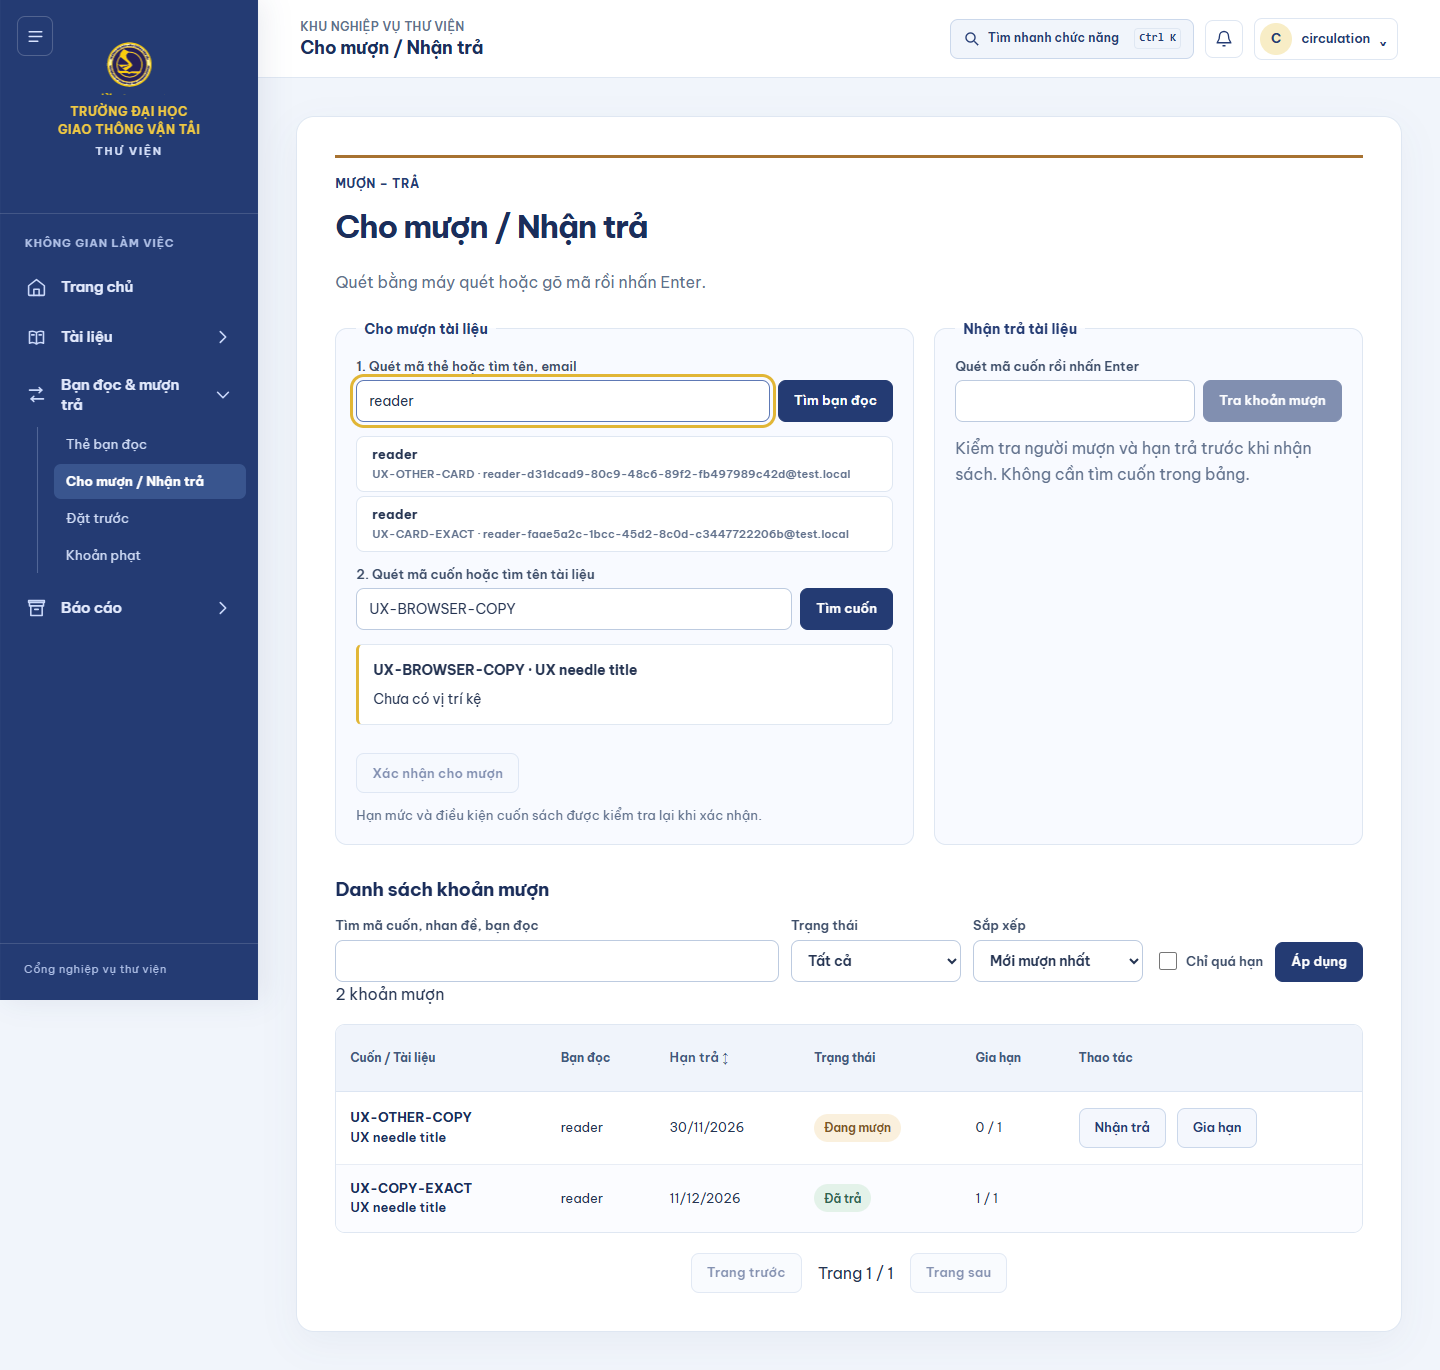 TRƯỜNG ĐẠI HỌC
GIAO THÔNG VẬN TẢI
THƯ VIỆN
KHÔNG GIAN LÀM VIỆC
Trang chủ
Tài liệu
Bạn đọc & mượn
trả
Thẻ bạn đọc
Cho mượn / Nhận trả
Đặt trước
Khoản phạt
Báo cáo
Cổng nghiệp vụ thư viện
KHU NGHIỆP VỤ THƯ VIỆN
Cho mượn / Nhận trả
Tìm nhanh chức năng Ctrl K
C circulation
MƯỢN – TRẢ
Cho mượn / Nhận trả
Quét bằng máy quét hoặc gõ mã rồi nhấn Enter.
Cho mượn tài liệu
1. Quét mã thẻ hoặc tìm tên, email
reader
Tìm bạn đọc
reader
UX-OTHER-CARD · reader-d31dcad9-80c9-48c6-89f2-fb497989c42d@test.local
reader
UX-CARD-EXACT · reader-faae5a2c-1bcc-45d2-8c0d-c3447722206b@test.local
2. Quét mã cuốn hoặc tìm tên tài liệu
UX-BROWSER-COPY
Tìm cuốn
UX-BROWSER-COPY · UX needle title
Chưa có vị trí kệ
Xác nhận cho mượn
Hạn mức và điều kiện cuốn sách được kiểm tra lại khi xác nhận.
Nhận trả tài liệu
Quét mã cuốn rồi nhấn Enter
Tra khoản mượn
Kiểm tra người mượn và hạn trả trước khi nhận
sách. Không cần tìm cuốn trong bảng.
Danh sách khoản mượn
Tìm mã cuốn, nhan đề, bạn đọc
Trạng thái
Sắp xếp
Tất cả
Mới mượn nhất
Chỉ quá hạn
Áp dụng
2 khoản mượn
Cuốn / Tài liệu Bạn đọc Hạn trả ↕ Trạng thái Gia hạn Thao tác
UX-OTHER-COPY
UX needle title
reader 30/11/2026 Đang mượn 0 / 1 Nhận trả Gia hạn
UX-COPY-EXACT
UX needle title
reader 11/12/2026 Đã trả 1 / 1
Trang trước Trang 1 / 1 Trang sau